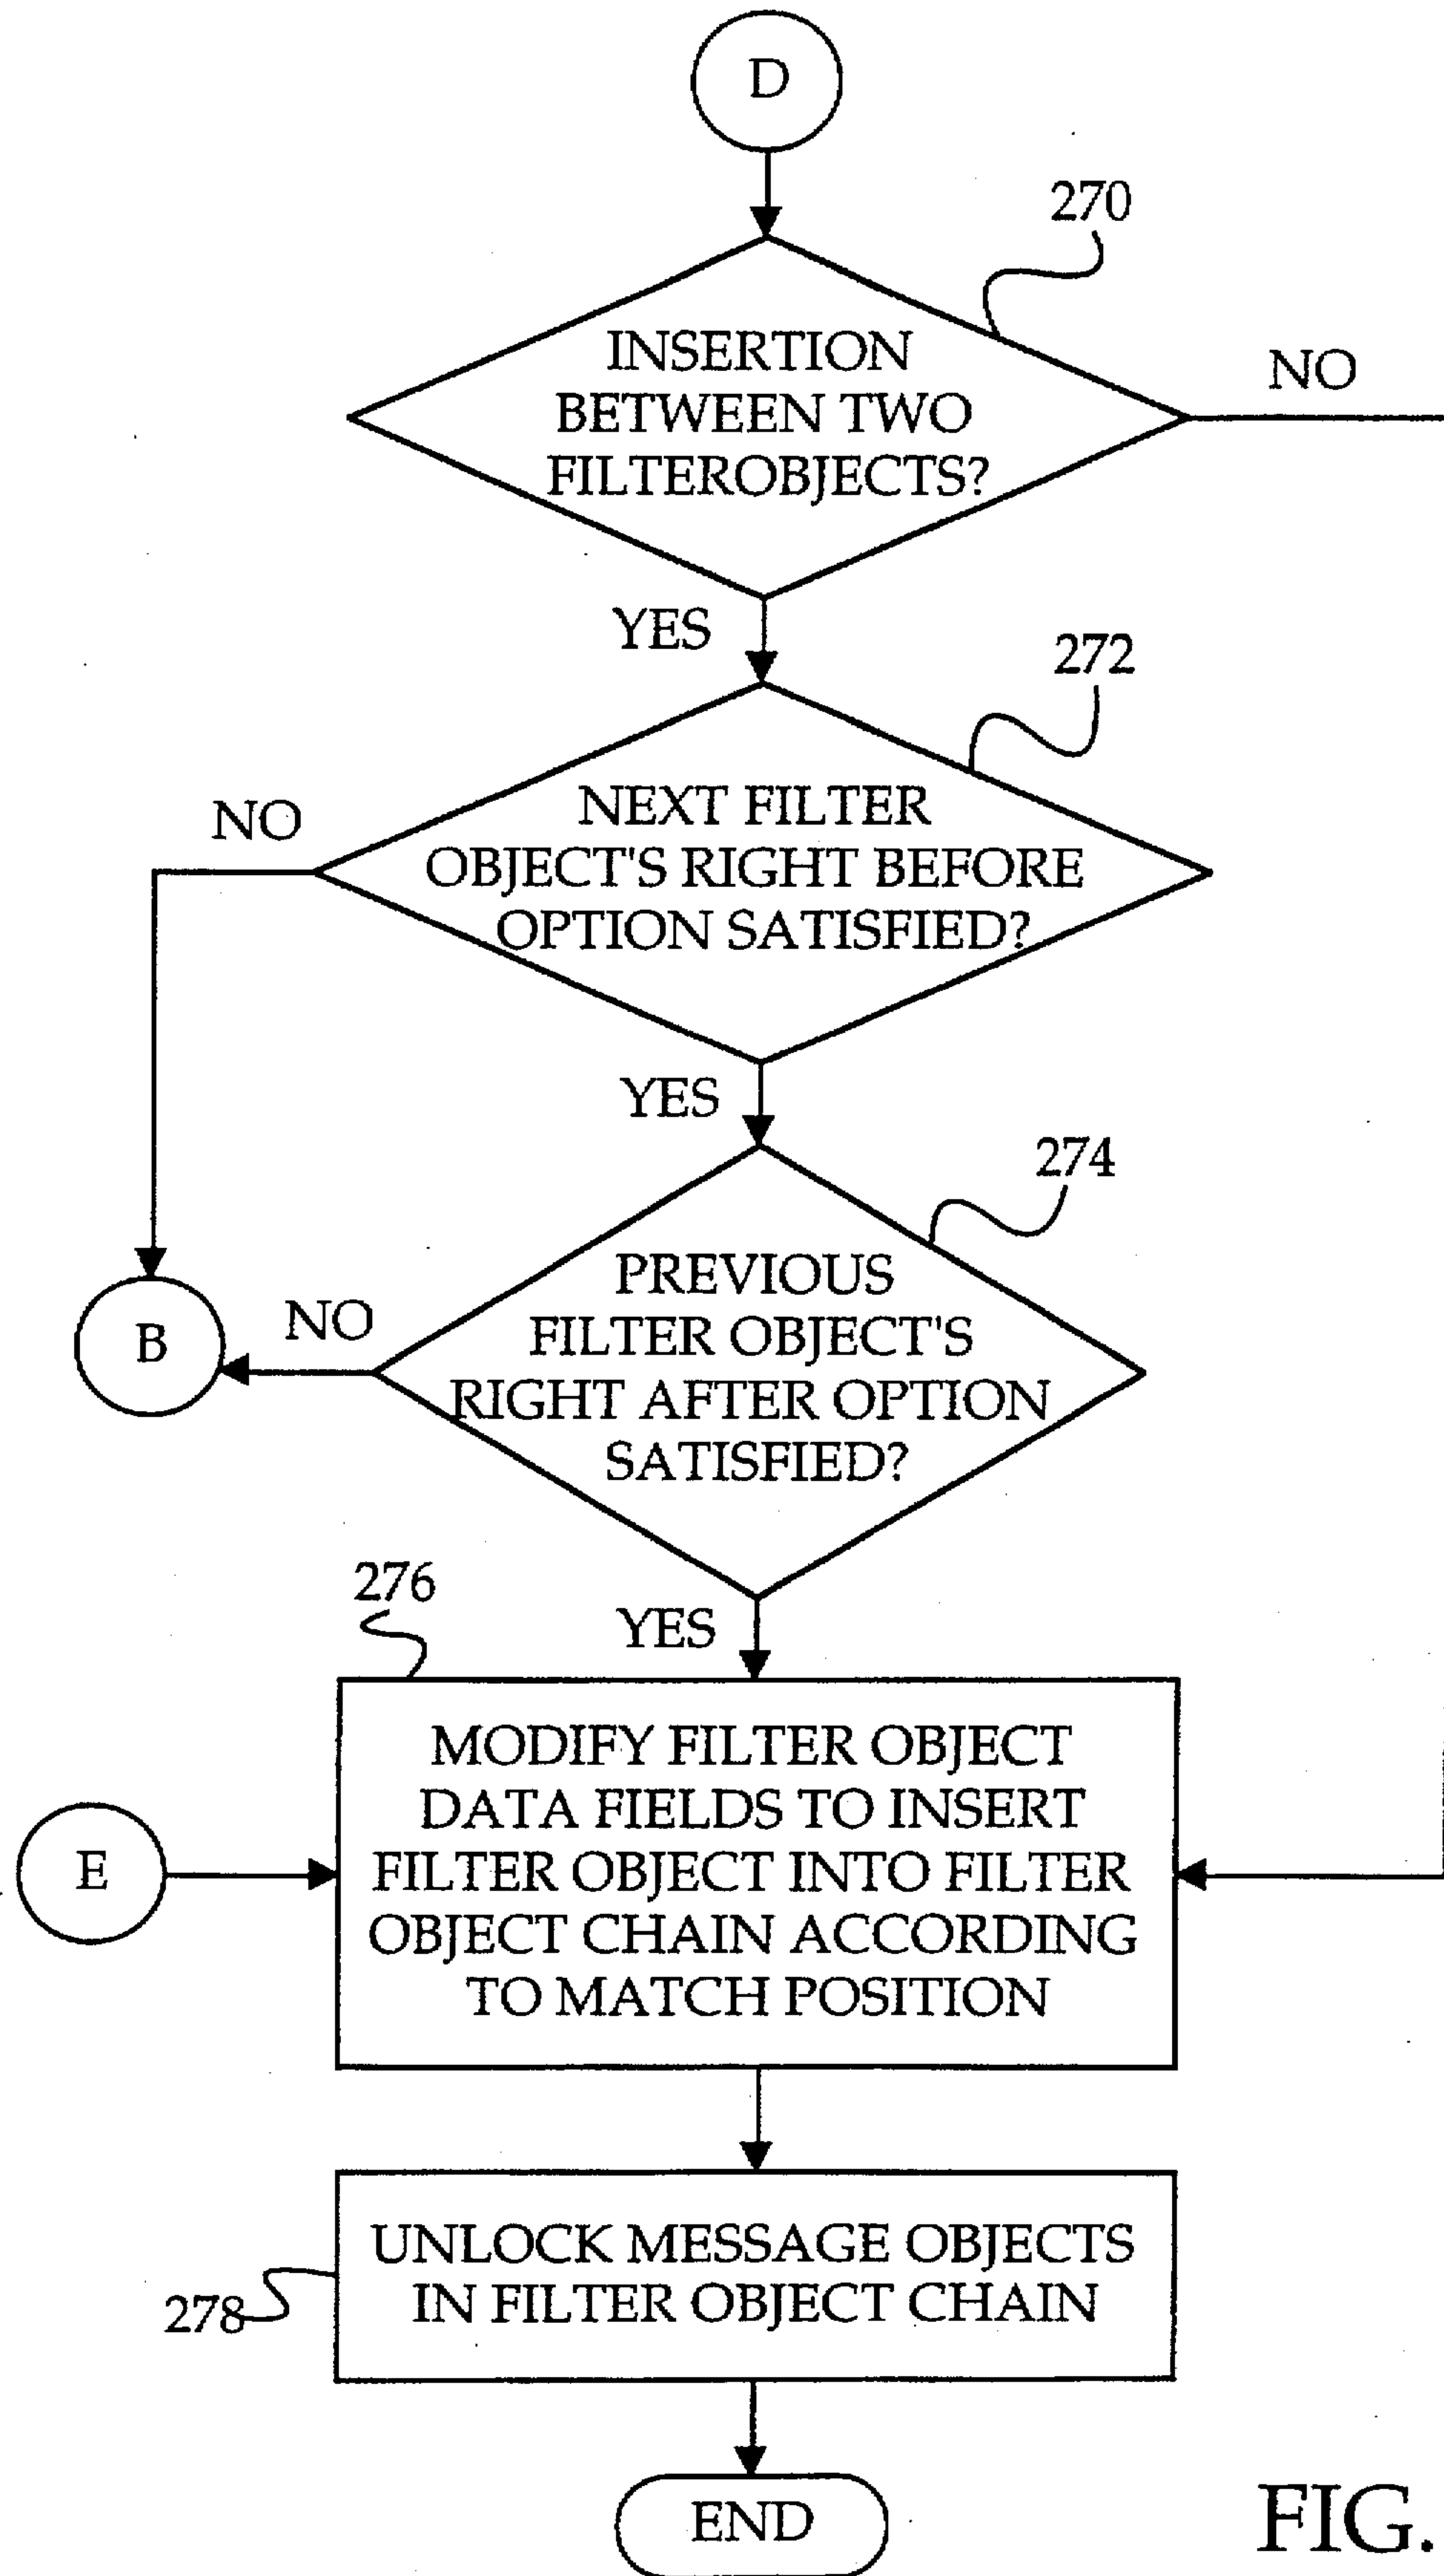 D
270
INSERTION
BETWEEN TWO
FILTEROBJECTS?
NO
YES
272
NEXT FILTER
OBJECT'S RIGHT BEFORE
OPTION SATISFIED?
NO
YES
274
PREVIOUS
FILTER OBJECT'S
RIGHT AFTER OPTION
SATISFIED?
NO
B
YES
276
MODIFY FILTER OBJECT
DATA FIELDS TO INSERT
FILTER OBJECT INTO FILTER
OBJECT CHAIN ACCORDING
TO MATCH POSITION
E
UNLOCK MESSAGE OBJECTS
IN FILTER OBJECT CHAIN
278
END
FIG.